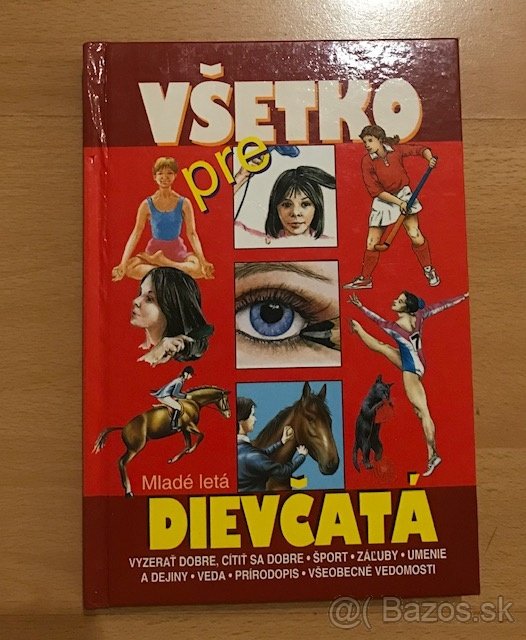 VŠETKO
pre
Mladé letá
DIEVČATÁ
VYZERAŤ DOBRE, CÍTIŤ SA DOBRE • ŠPORT • ZÁĽUBY • UMENIE
A DEJINY • VEDA • PRÍRODOPIS • VŠEOBECNÉ VEDOMOSTI
@( Bazos.sk